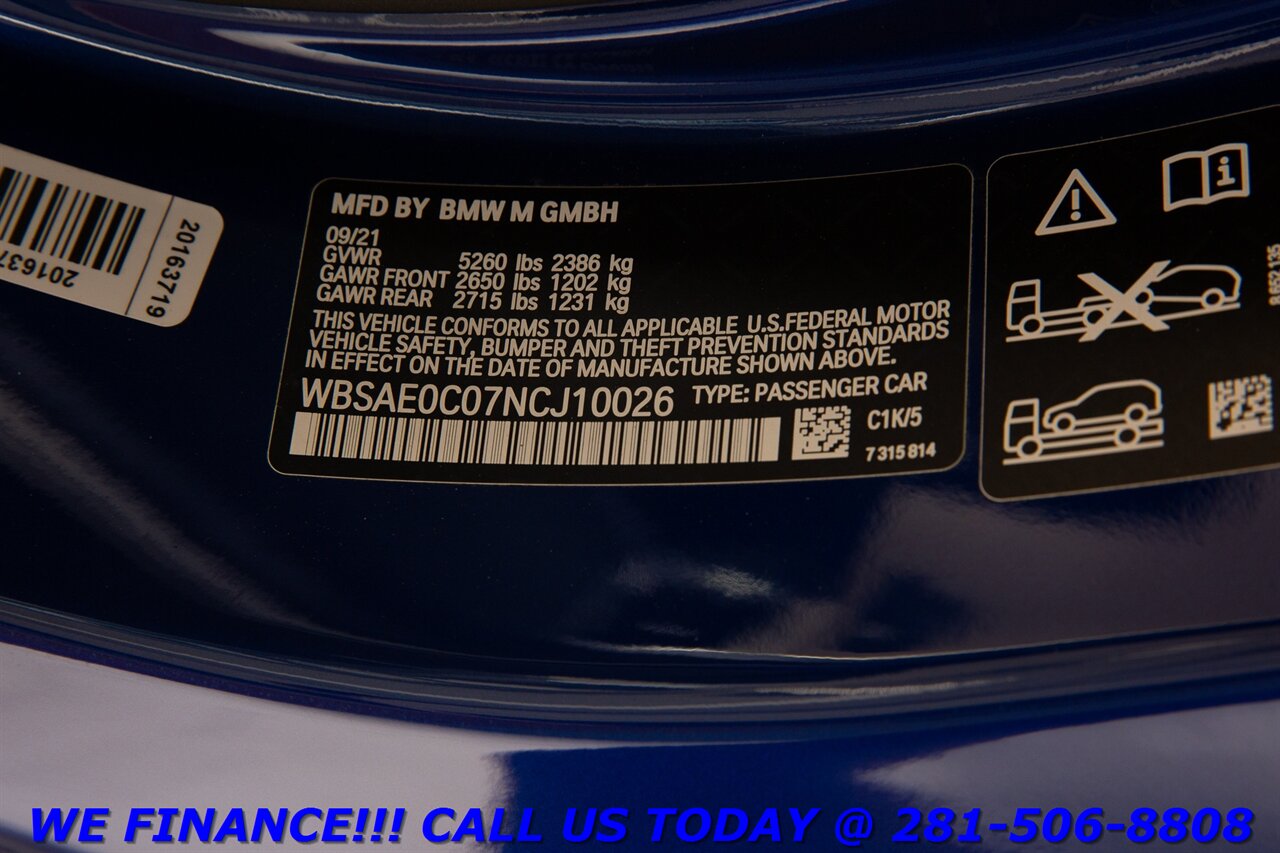 MFD BY BMW M GMBH
09/21
GVWR 5260 lbs 2386 kg
GAWR FRONT 2650 lbs 1202 kg
GAWR REAR 2715 lbs 1231 kg
THIS VEHICLE CONFORMS TO ALL APPLICABLE U.S.FEDERAL MOTOR
VEHICLE SAFETY, BUMPER AND THEFT PREVENTION STANDARDS
IN EFFECT ON THE DATE OF MANUFACTURE SHOWN ABOVE.
WBSAE0C07NCJ10026 TYPE: PASSENGER CAR
C1K/5
7 315 814
20163719
WE FINANCE!!! CALL US TODAY @ 281-506-8808